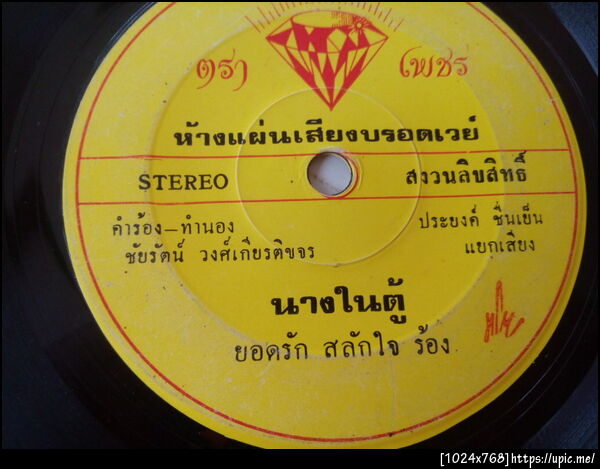 ตรา เพชร
ห้างแผ่นเสียงบรอดเวย์
STEREO สงวนลิขสิทธิ์
คำร้อง–ทำนอง ประยงค์ ชื่นเย็น
ชัยรัตน์ วงศ์เกียรติขจร แยกเสียง
นางในตู้
ยอดรัก สลักใจ ร้อง
[1024x768]https://upic.me/